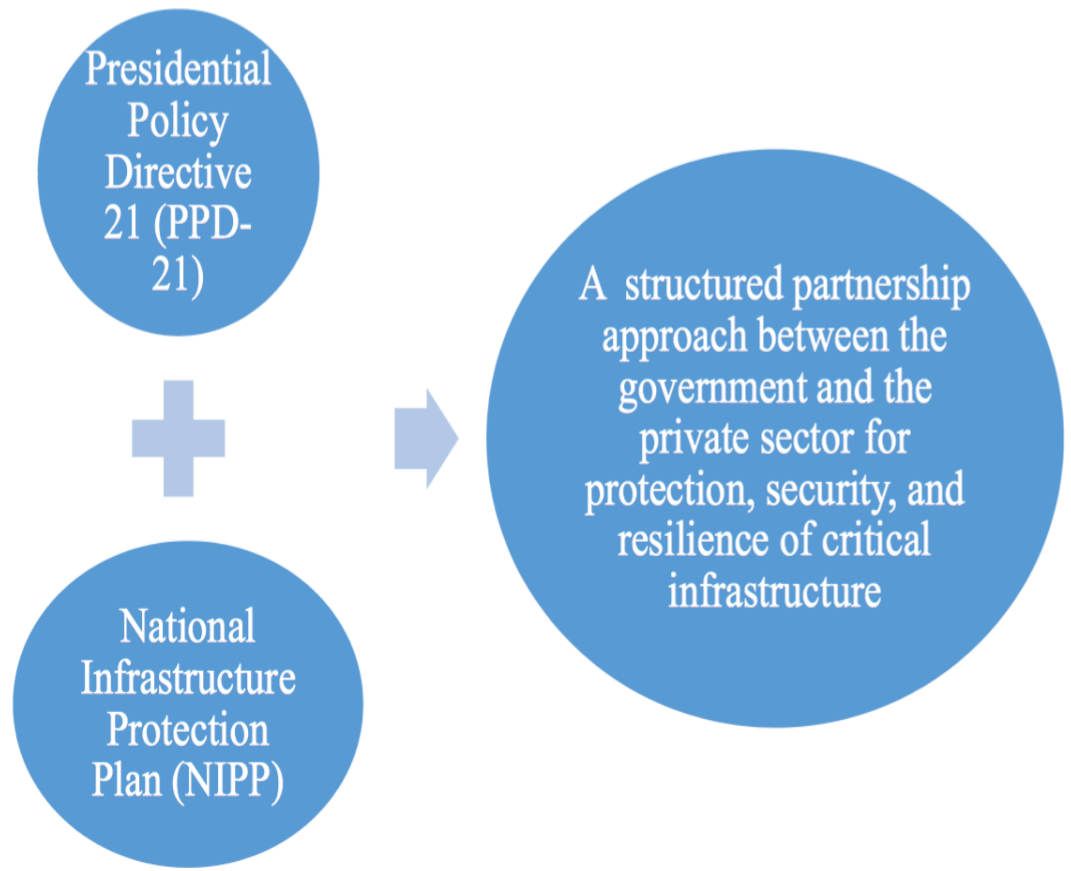 Presidential
Policy
Directive
21 (PPD-
21)
National
Infrastructure
Protection
Plan (NIPP)
A structured partnership
approach between the
government and the
private sector for
protection, security, and
resilience of critical
infrastructure